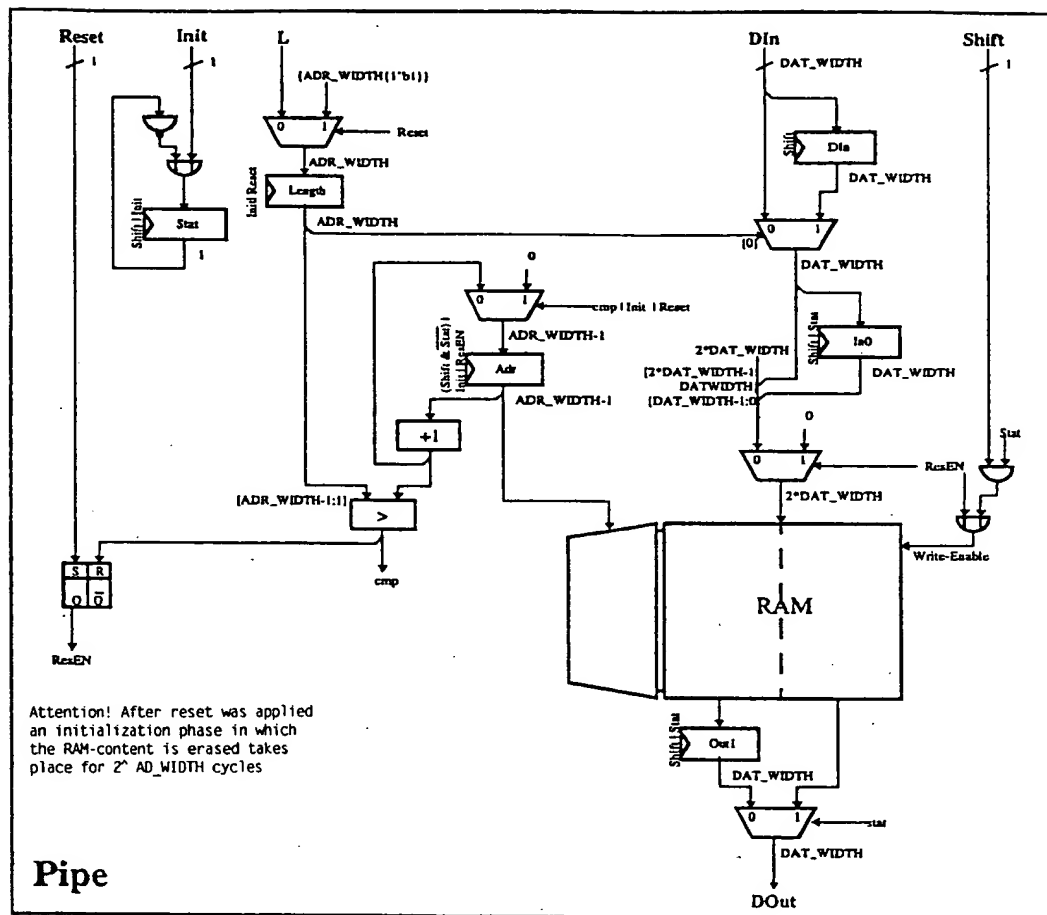 Reset Init L DIn Shift
1 1 DAT_WIDTH 1
{ADR_WIDTH{1'b1}}
0 1 Reset
Shift DIn
ADR_WIDTH
DAT_WIDTH
Init|Reset Length
Shift | Init Stat
ADR_WIDTH
1
0 1
[0]
DAT_WIDTH
0
0 1 cmp | Init | Reset
ADR_WIDTH-1
Shift | Stat In0
2*DAT_WIDTH
(Shift & Stat) |
Init | ResEN Adr
[2*DAT_WIDTH-1:
DATWIDTH
DAT_WIDTH
ADR_WIDTH-1
{DAT_WIDTH-1:0]
0
Stat
+1
0 1 ResEN
2*DAT_WIDTH
[ADR_WIDTH-1:1]
>
Write-Enable
cmp
S R
Q Q
RAM
ResEN
Attention! After reset was applied
an initialization phase in which
the RAM-content is erased takes
place for 2^ AD_WIDTH cycles
Shift | Stat Out1
DAT_WIDTH
0 1 stat
DAT_WIDTH
Pipe
DOut